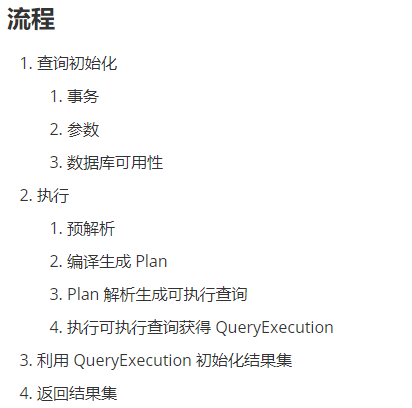 流程
1. 查询初始化
1. 事务
2. 参数
3. 数据库可用性
2. 执行
1. 预解析
2. 编译生成 Plan
3. Plan 解析生成可执行查询
4. 执行可执行查询获得 QueryExecution
3. 利用 QueryExecution 初始化结果集
4. 返回结果集